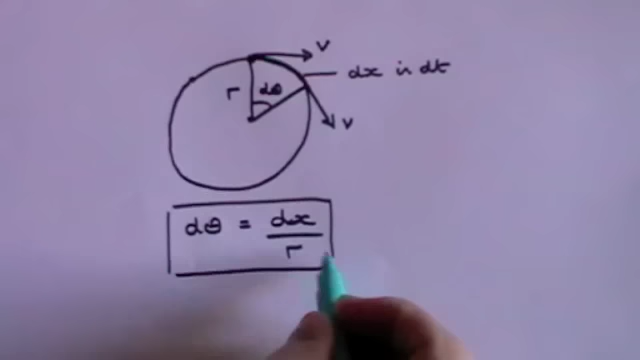 v
r dθ dx in dt
v
dθ = dx
r